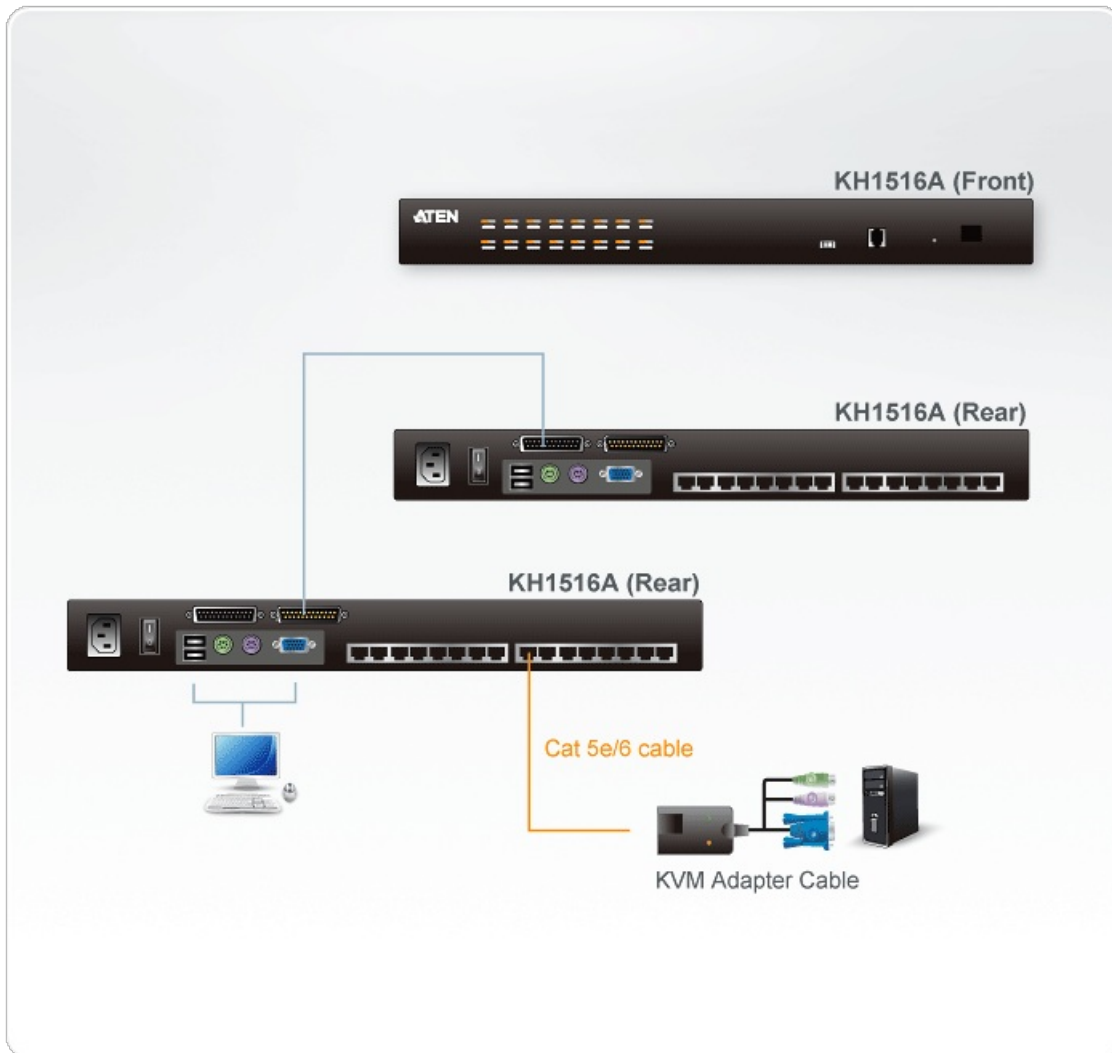 KH1516A (Front)
ATEN
KH1516A (Rear)
KH1516A (Rear)
Cat 5e/6 cable
KVM Adapter Cable